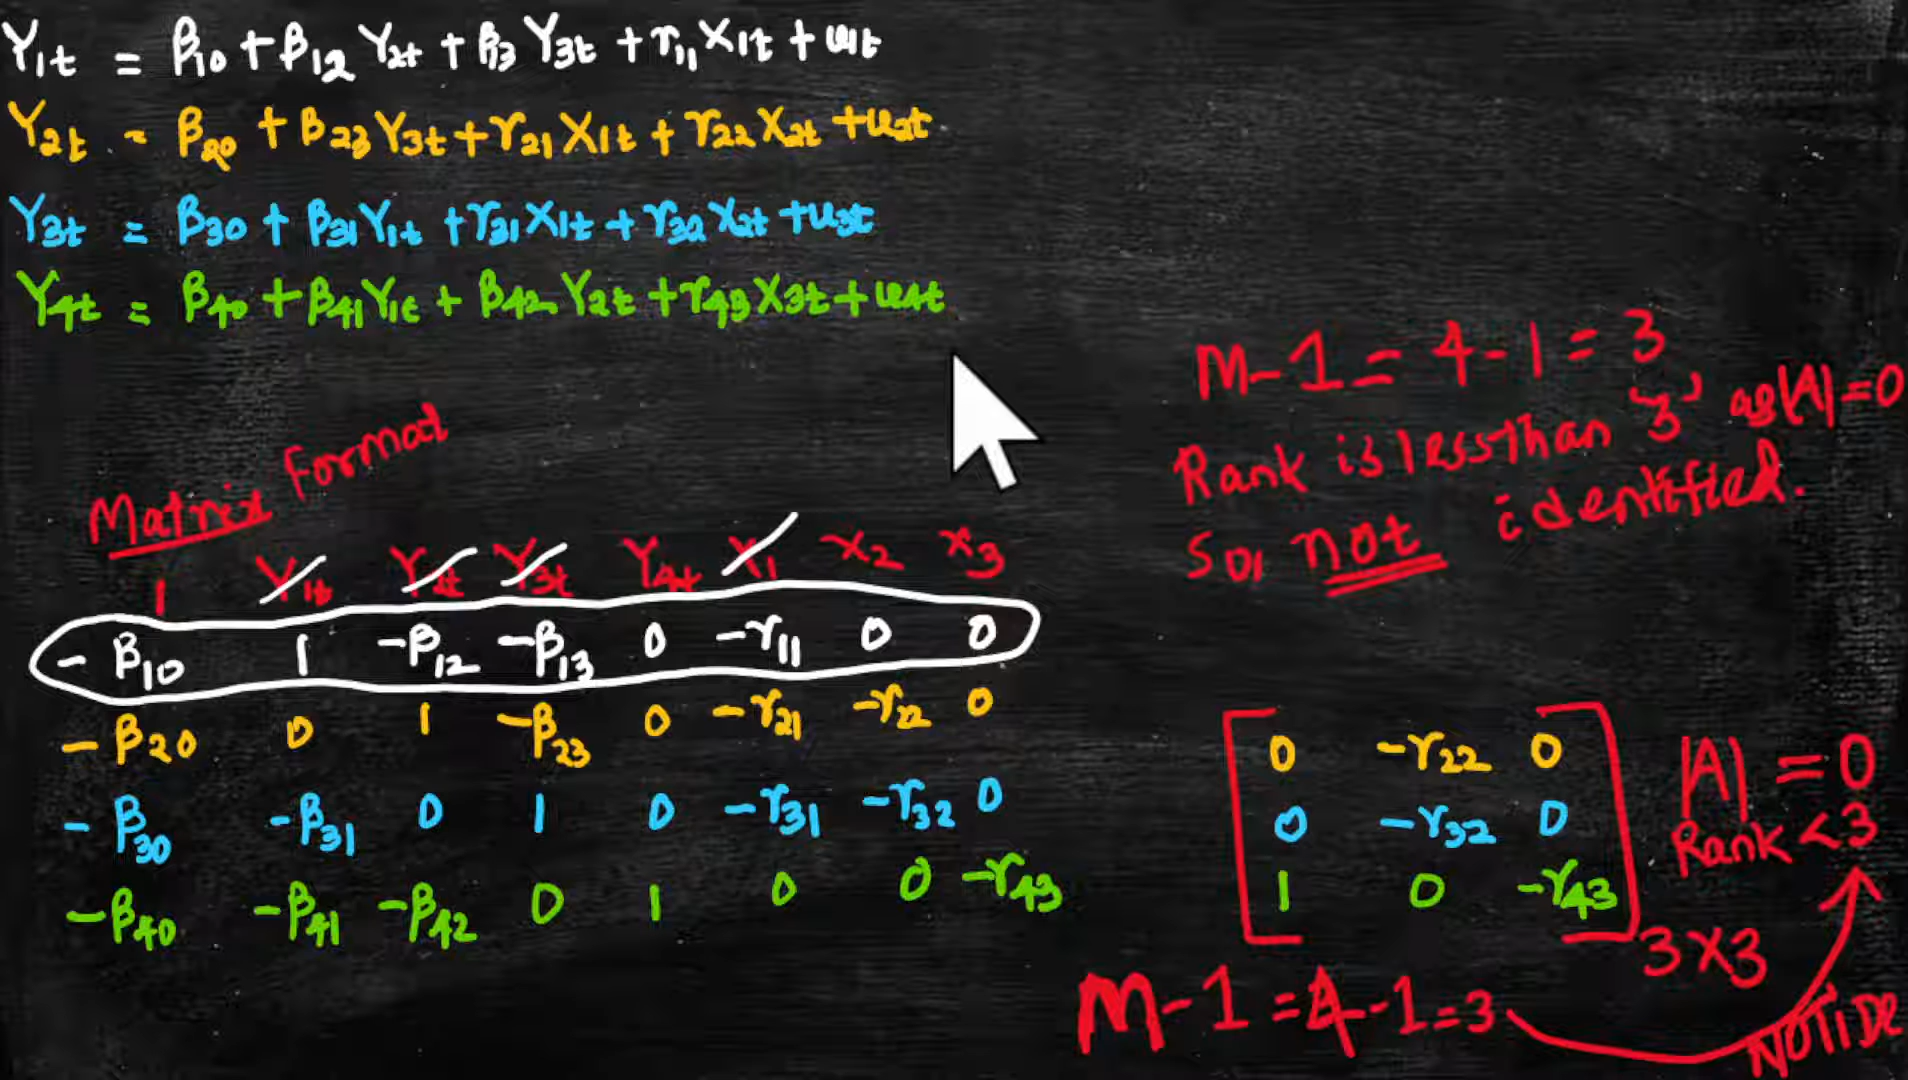 Y1t = β10 + β12 Y2t + β13 Y3t + γ11 X1t + u1t
Y2t = β20 + β23 Y3t + γ21 X1t + γ22 X2t + u2t
Y3t = β30 + β31 Y1t + γ31 X1t + γ32 X2t + u3t
Y4t = β40 + β41 Y1t + β42 Y2t + γ43 X3t + u4t
m-1 = 4-1 = 3
Rank is less than '3' as |A| = 0
So, not identified.
Matrix Format
1 Y1t Y2t Y3t Y4t X1 X2 X3
-β10 1 -β12 -β13 0 -γ11 0 0
-β20 0 1 -β23 0 -γ21 -γ22 0
-β30 -β31 0 1 0 -γ31 -γ32 0
-β40 -β41 -β42 0 1 0 0 -γ43
0 -γ22 0
0 -γ32 0
1 0 -γ43
|A| = 0
Rank < 3
3x3
m-1 = 4-1 = 3
NOT IDE